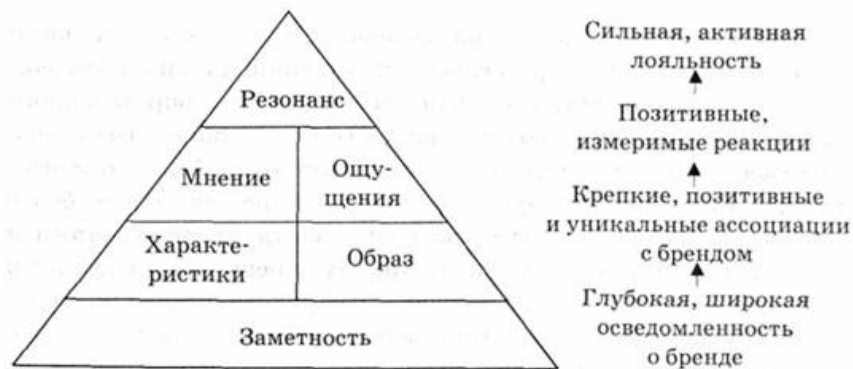 Резонанс
Мнение
Ощу-
щения
Характе-
ристики
Образ
Заметность
Сильная, активная
лояльность
Позитивные,
измеримые реакции
Крепкие, позитивные
и уникальные ассоциации
с брендом
Глубокая, широкая
осведомленность
о бренде